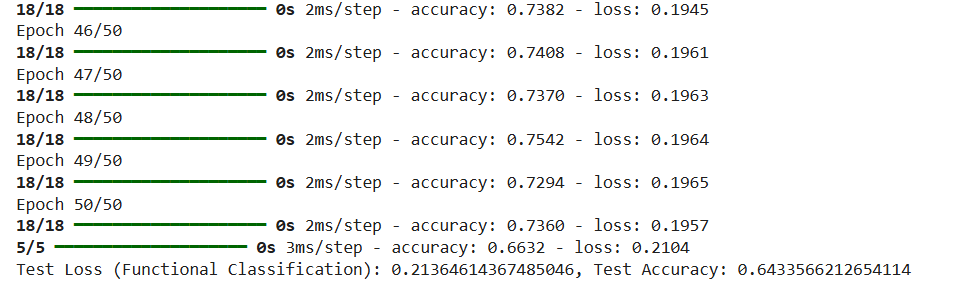 18/18 ━━━━━━━━━━━━━━━━━━━━ 0s 2ms/step - accuracy: 0.7382 - loss: 0.1945
Epoch 46/50
18/18 ━━━━━━━━━━━━━━━━━━━━ 0s 2ms/step - accuracy: 0.7408 - loss: 0.1961
Epoch 47/50
18/18 ━━━━━━━━━━━━━━━━━━━━ 0s 2ms/step - accuracy: 0.7370 - loss: 0.1963
Epoch 48/50
18/18 ━━━━━━━━━━━━━━━━━━━━ 0s 2ms/step - accuracy: 0.7542 - loss: 0.1964
Epoch 49/50
18/18 ━━━━━━━━━━━━━━━━━━━━ 0s 2ms/step - accuracy: 0.7294 - loss: 0.1965
Epoch 50/50
18/18 ━━━━━━━━━━━━━━━━━━━━ 0s 2ms/step - accuracy: 0.7360 - loss: 0.1957
5/5 ━━━━━━━━━━━━━━━━━━━━ 0s 3ms/step - accuracy: 0.6632 - loss: 0.2104
Test Loss (Functional Classification): 0.21364614367485046, Test Accuracy: 0.6433566212654114